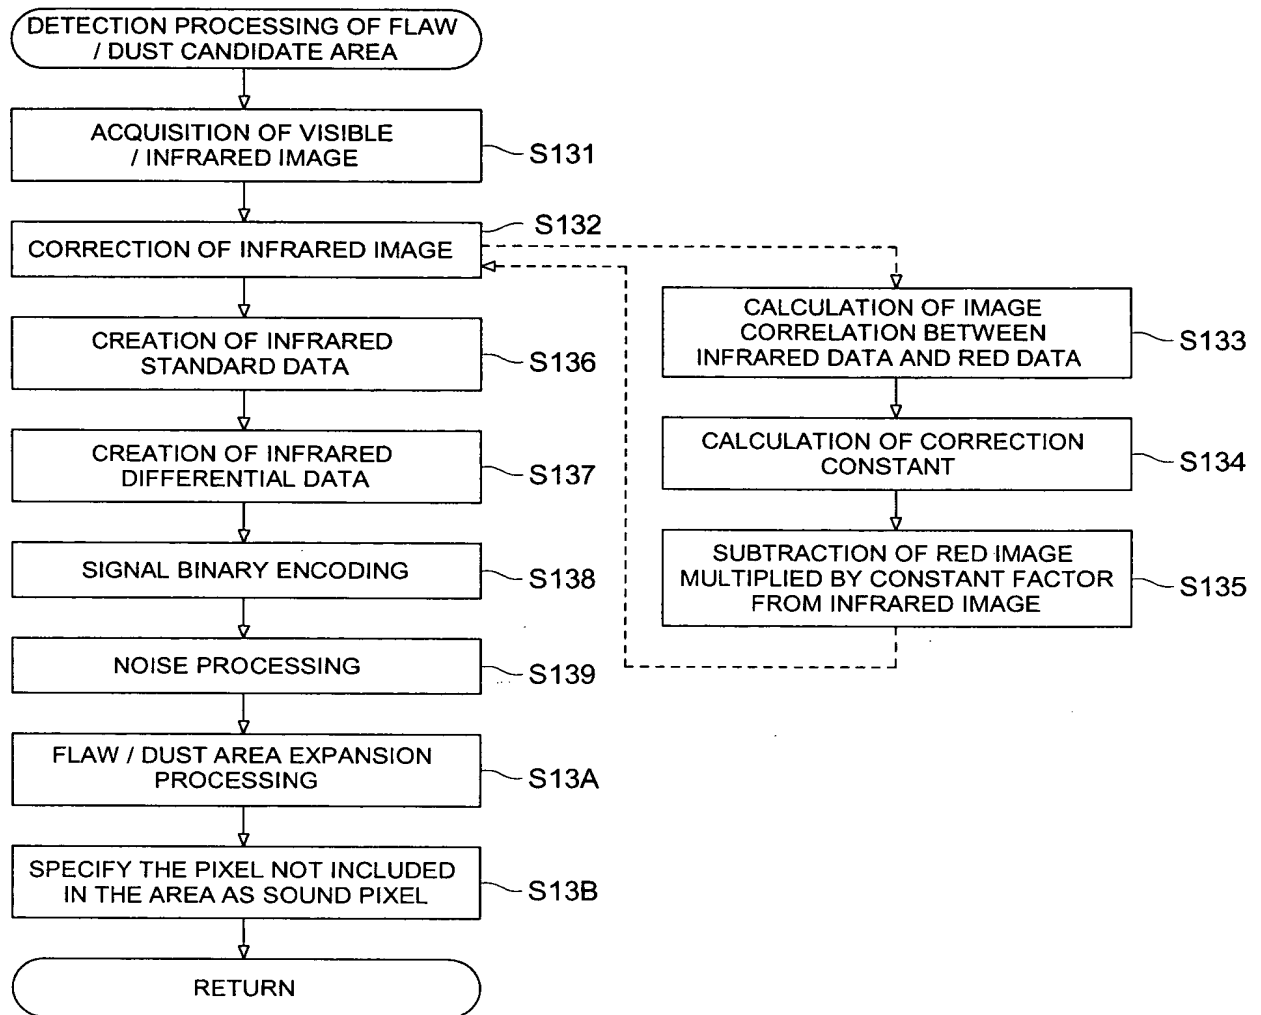 DETECTION PROCESSING OF FLAW
/ DUST CANDIDATE AREA
ACQUISITION OF VISIBLE
/ INFRARED IMAGE
S131
CORRECTION OF INFRARED IMAGE
S132
CREATION OF INFRARED
STANDARD DATA
S136
CREATION OF INFRARED
DIFFERENTIAL DATA
S137
SIGNAL BINARY ENCODING
S138
NOISE PROCESSING
S139
FLAW / DUST AREA EXPANSION
PROCESSING
S13A
SPECIFY THE PIXEL NOT INCLUDED
IN THE AREA AS SOUND PIXEL
S13B
RETURN
CALCULATION OF IMAGE
CORRELATION BETWEEN
INFRARED DATA AND RED DATA
S133
CALCULATION OF CORRECTION
CONSTANT
S134
SUBTRACTION OF RED IMAGE
MULTIPLIED BY CONSTANT FACTOR
FROM INFRARED IMAGE
S135